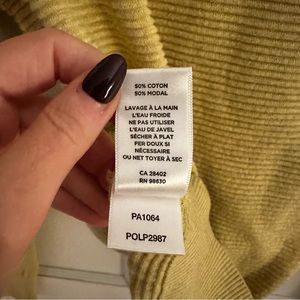 50% COTON
50% MODAL
LAVAGE À LA MAIN
L'EAU FROIDE
NE PAS UTILISER
L'EAU DE JAVEL
SÉCHER À PLAT
FER DOUX SI
NÉCESSAIRE
OU NET TOYER À SEC
CA 28402
RN 98630
PA1064
POLP2987